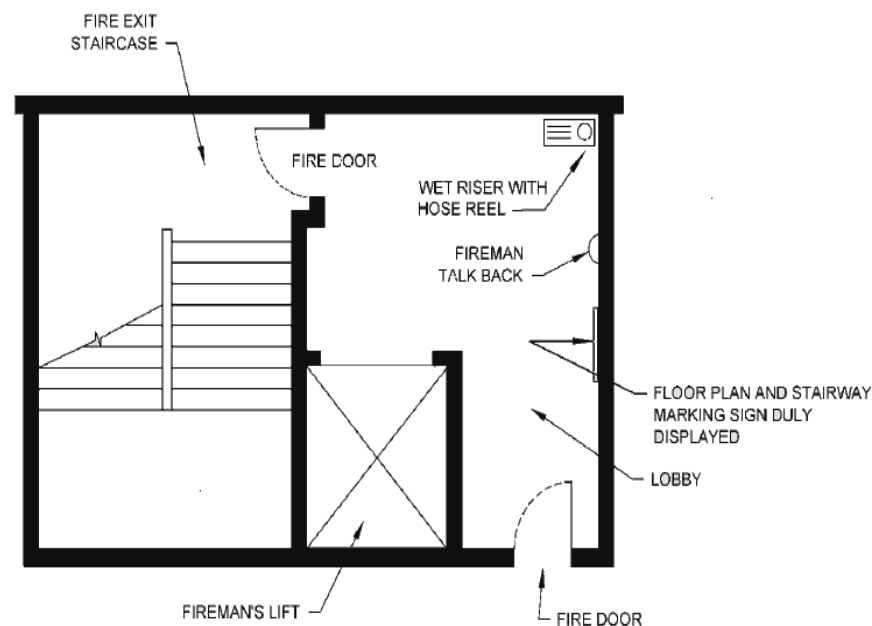 FIRE EXIT
STAIRCASE
FIRE DOOR
WET RISER WITH
HOSE REEL
FIREMAN
TALK BACK
FLOOR PLAN AND STAIRWAY
MARKING SIGN DULY
DISPLAYED
LOBBY
FIREMAN'S LIFT
FIRE DOOR